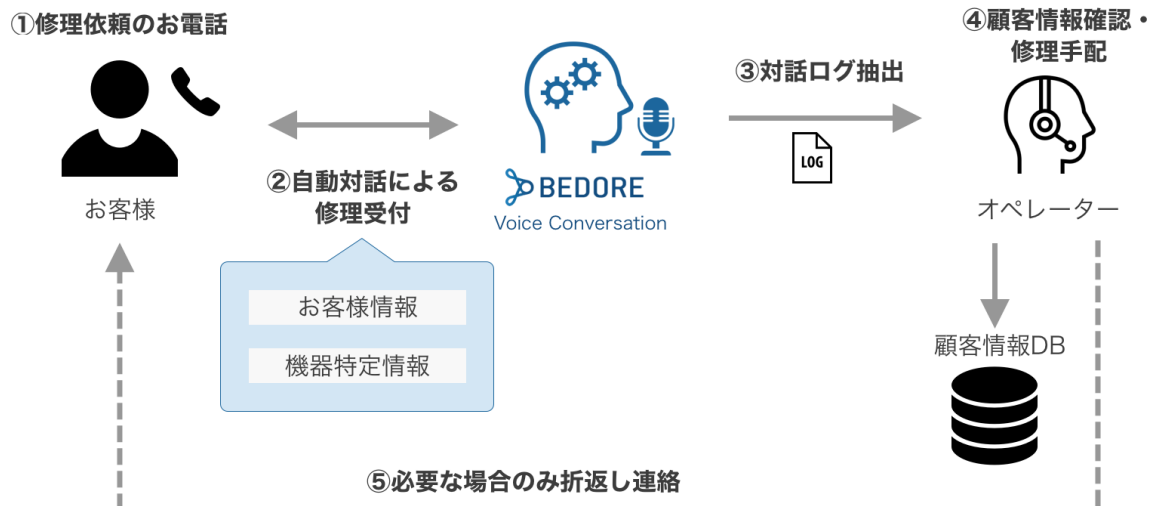 ①修理依頼のお電話
お客様
②自動対話による
修理受付
お客様情報
機器特定情報
BEDORE
Voice Conversation
③対話ログ抽出
LOG
④顧客情報確認・
修理手配
オペレーター
顧客情報DB
⑤必要な場合のみ折返し連絡